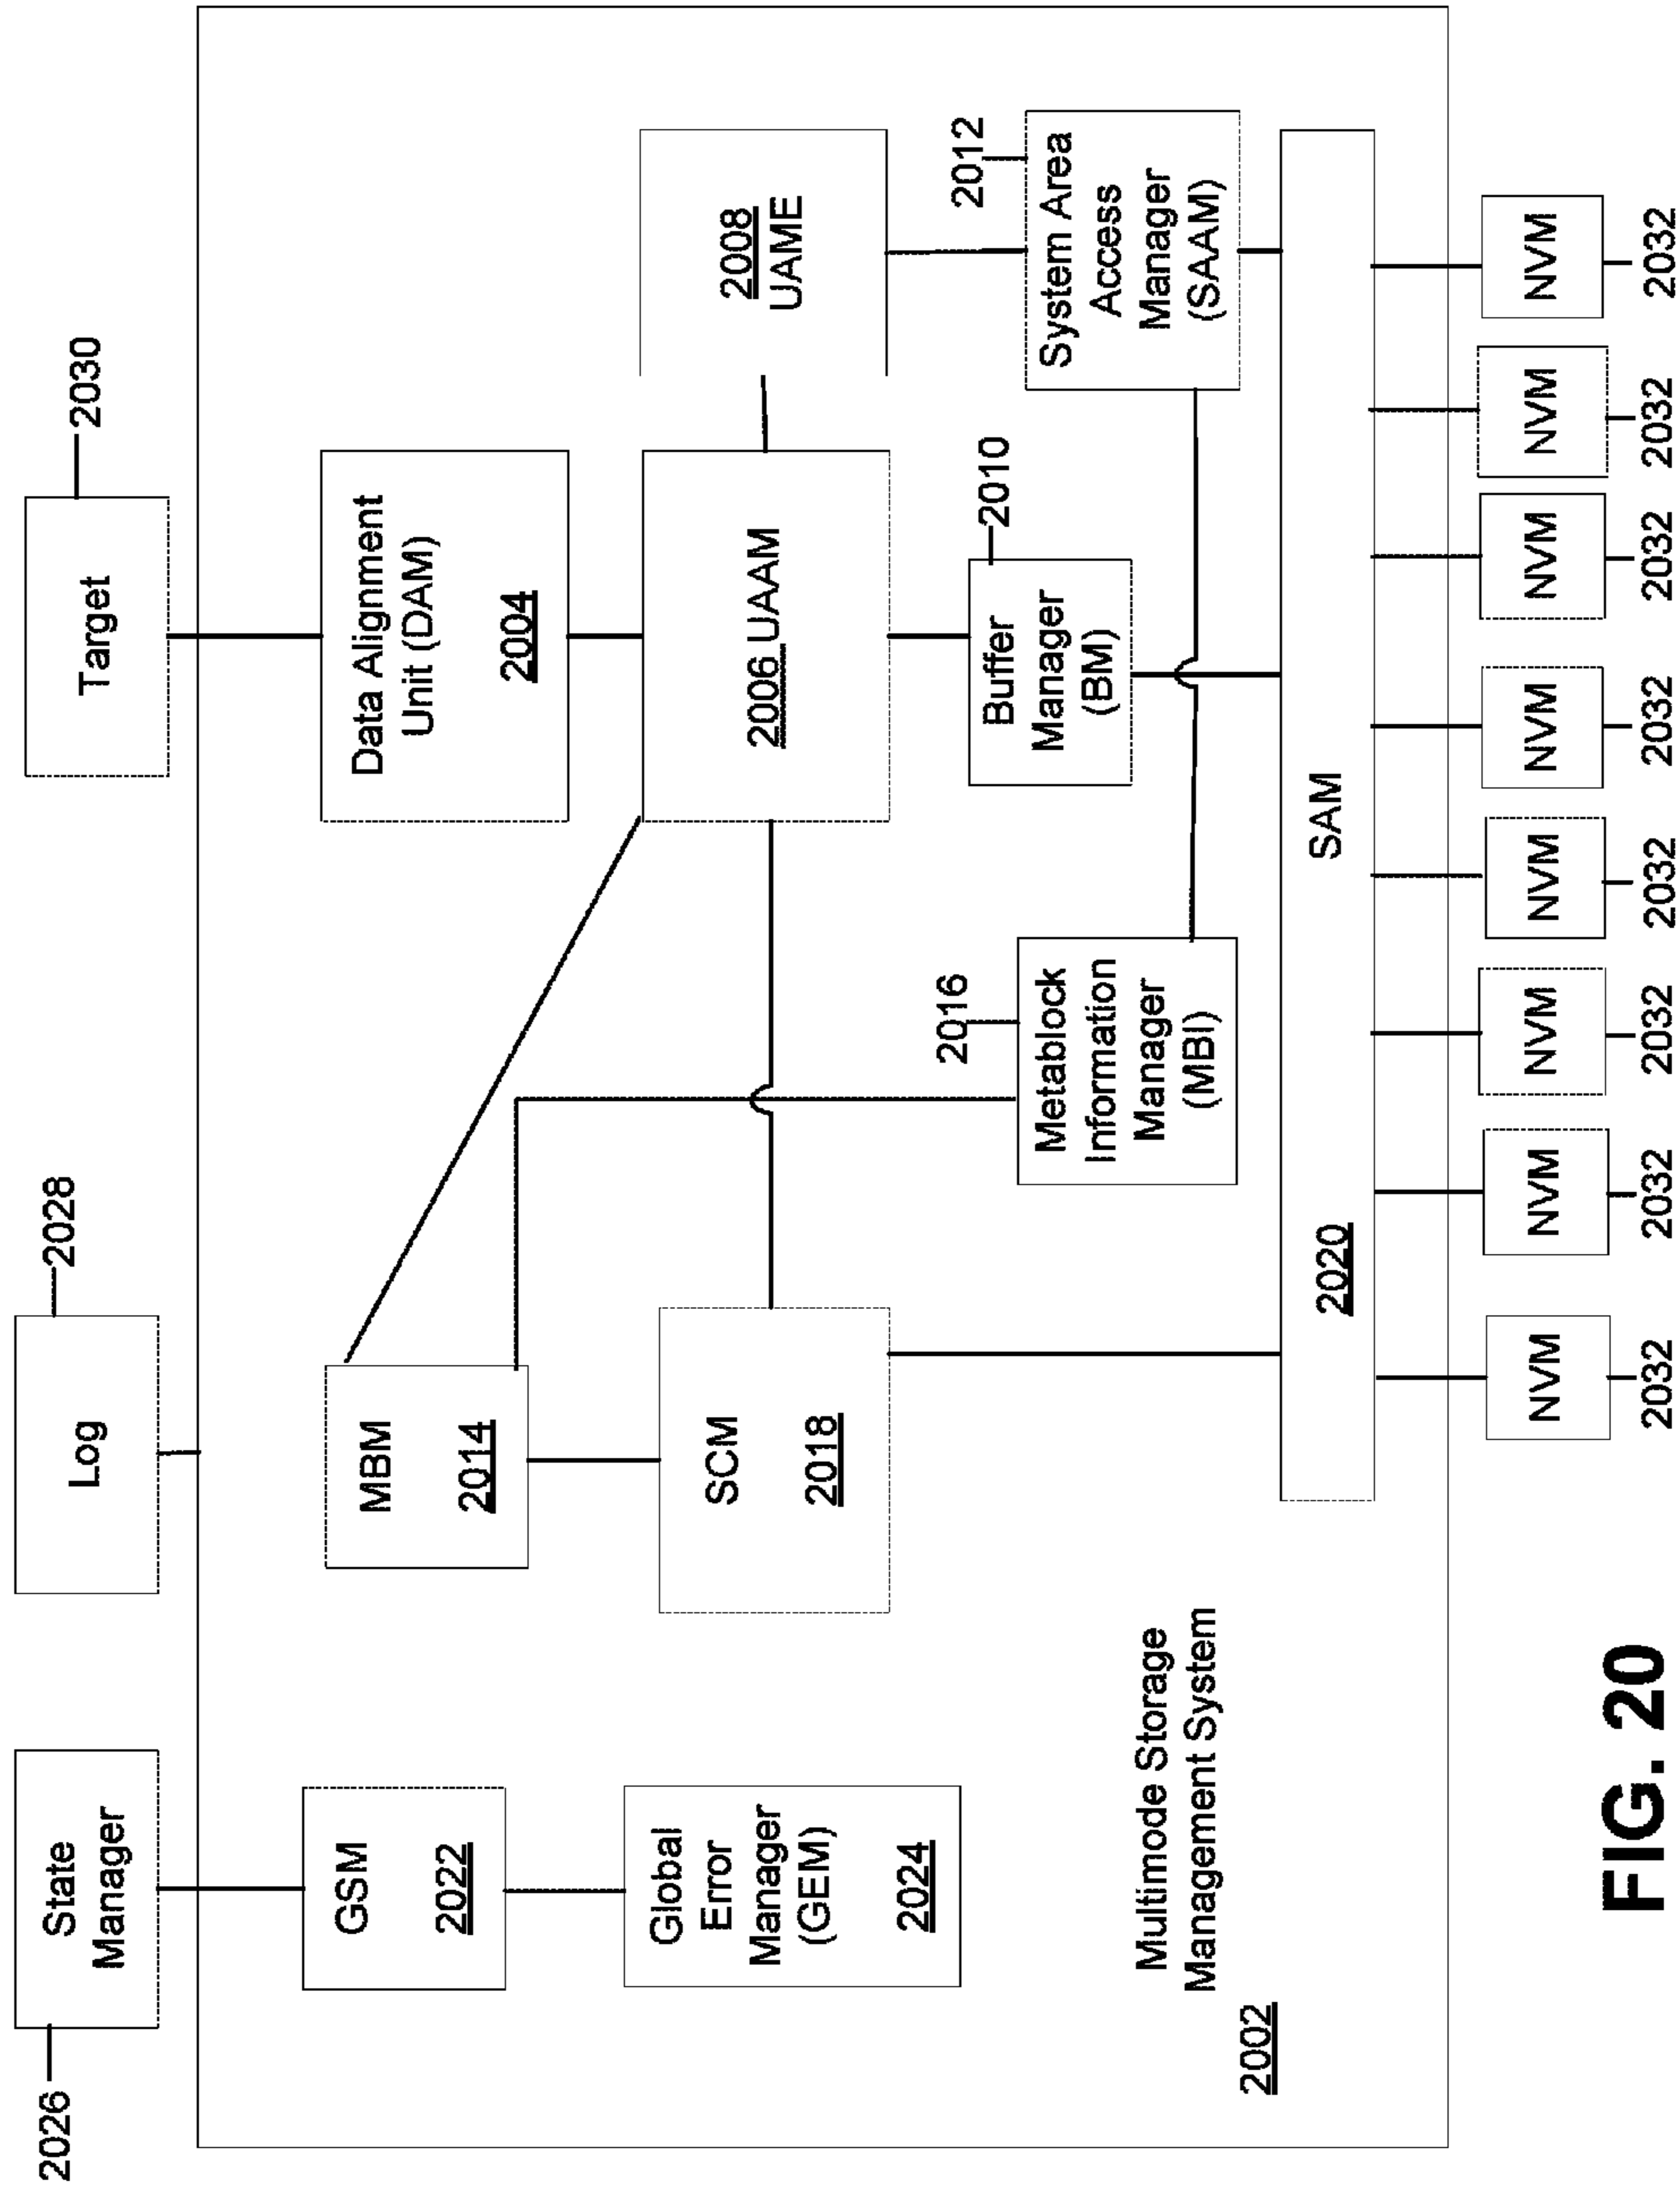 2026
State
Manager
Log
2028
Target
2030
GSM
2022
Global
Error
Manager
(GEM)
2024
MBM
2014
SCM
2018
Data Alignment
Unit (DAM)
2004
2006 UAAM
2008
UAME
2016
Metablock
Information
Manager
(MBI)
Buffer
Manager
(BM)
2010
2012
System Area
Access
Manager
(SAAM)
Multimode Storage
Management System
2002
2020
SAM
NVM
NVM
NVM
NVM
NVM
NVM
NVM
NVM
2032
2032
2032
2032
2032
2032
2032
2032
FIG. 20